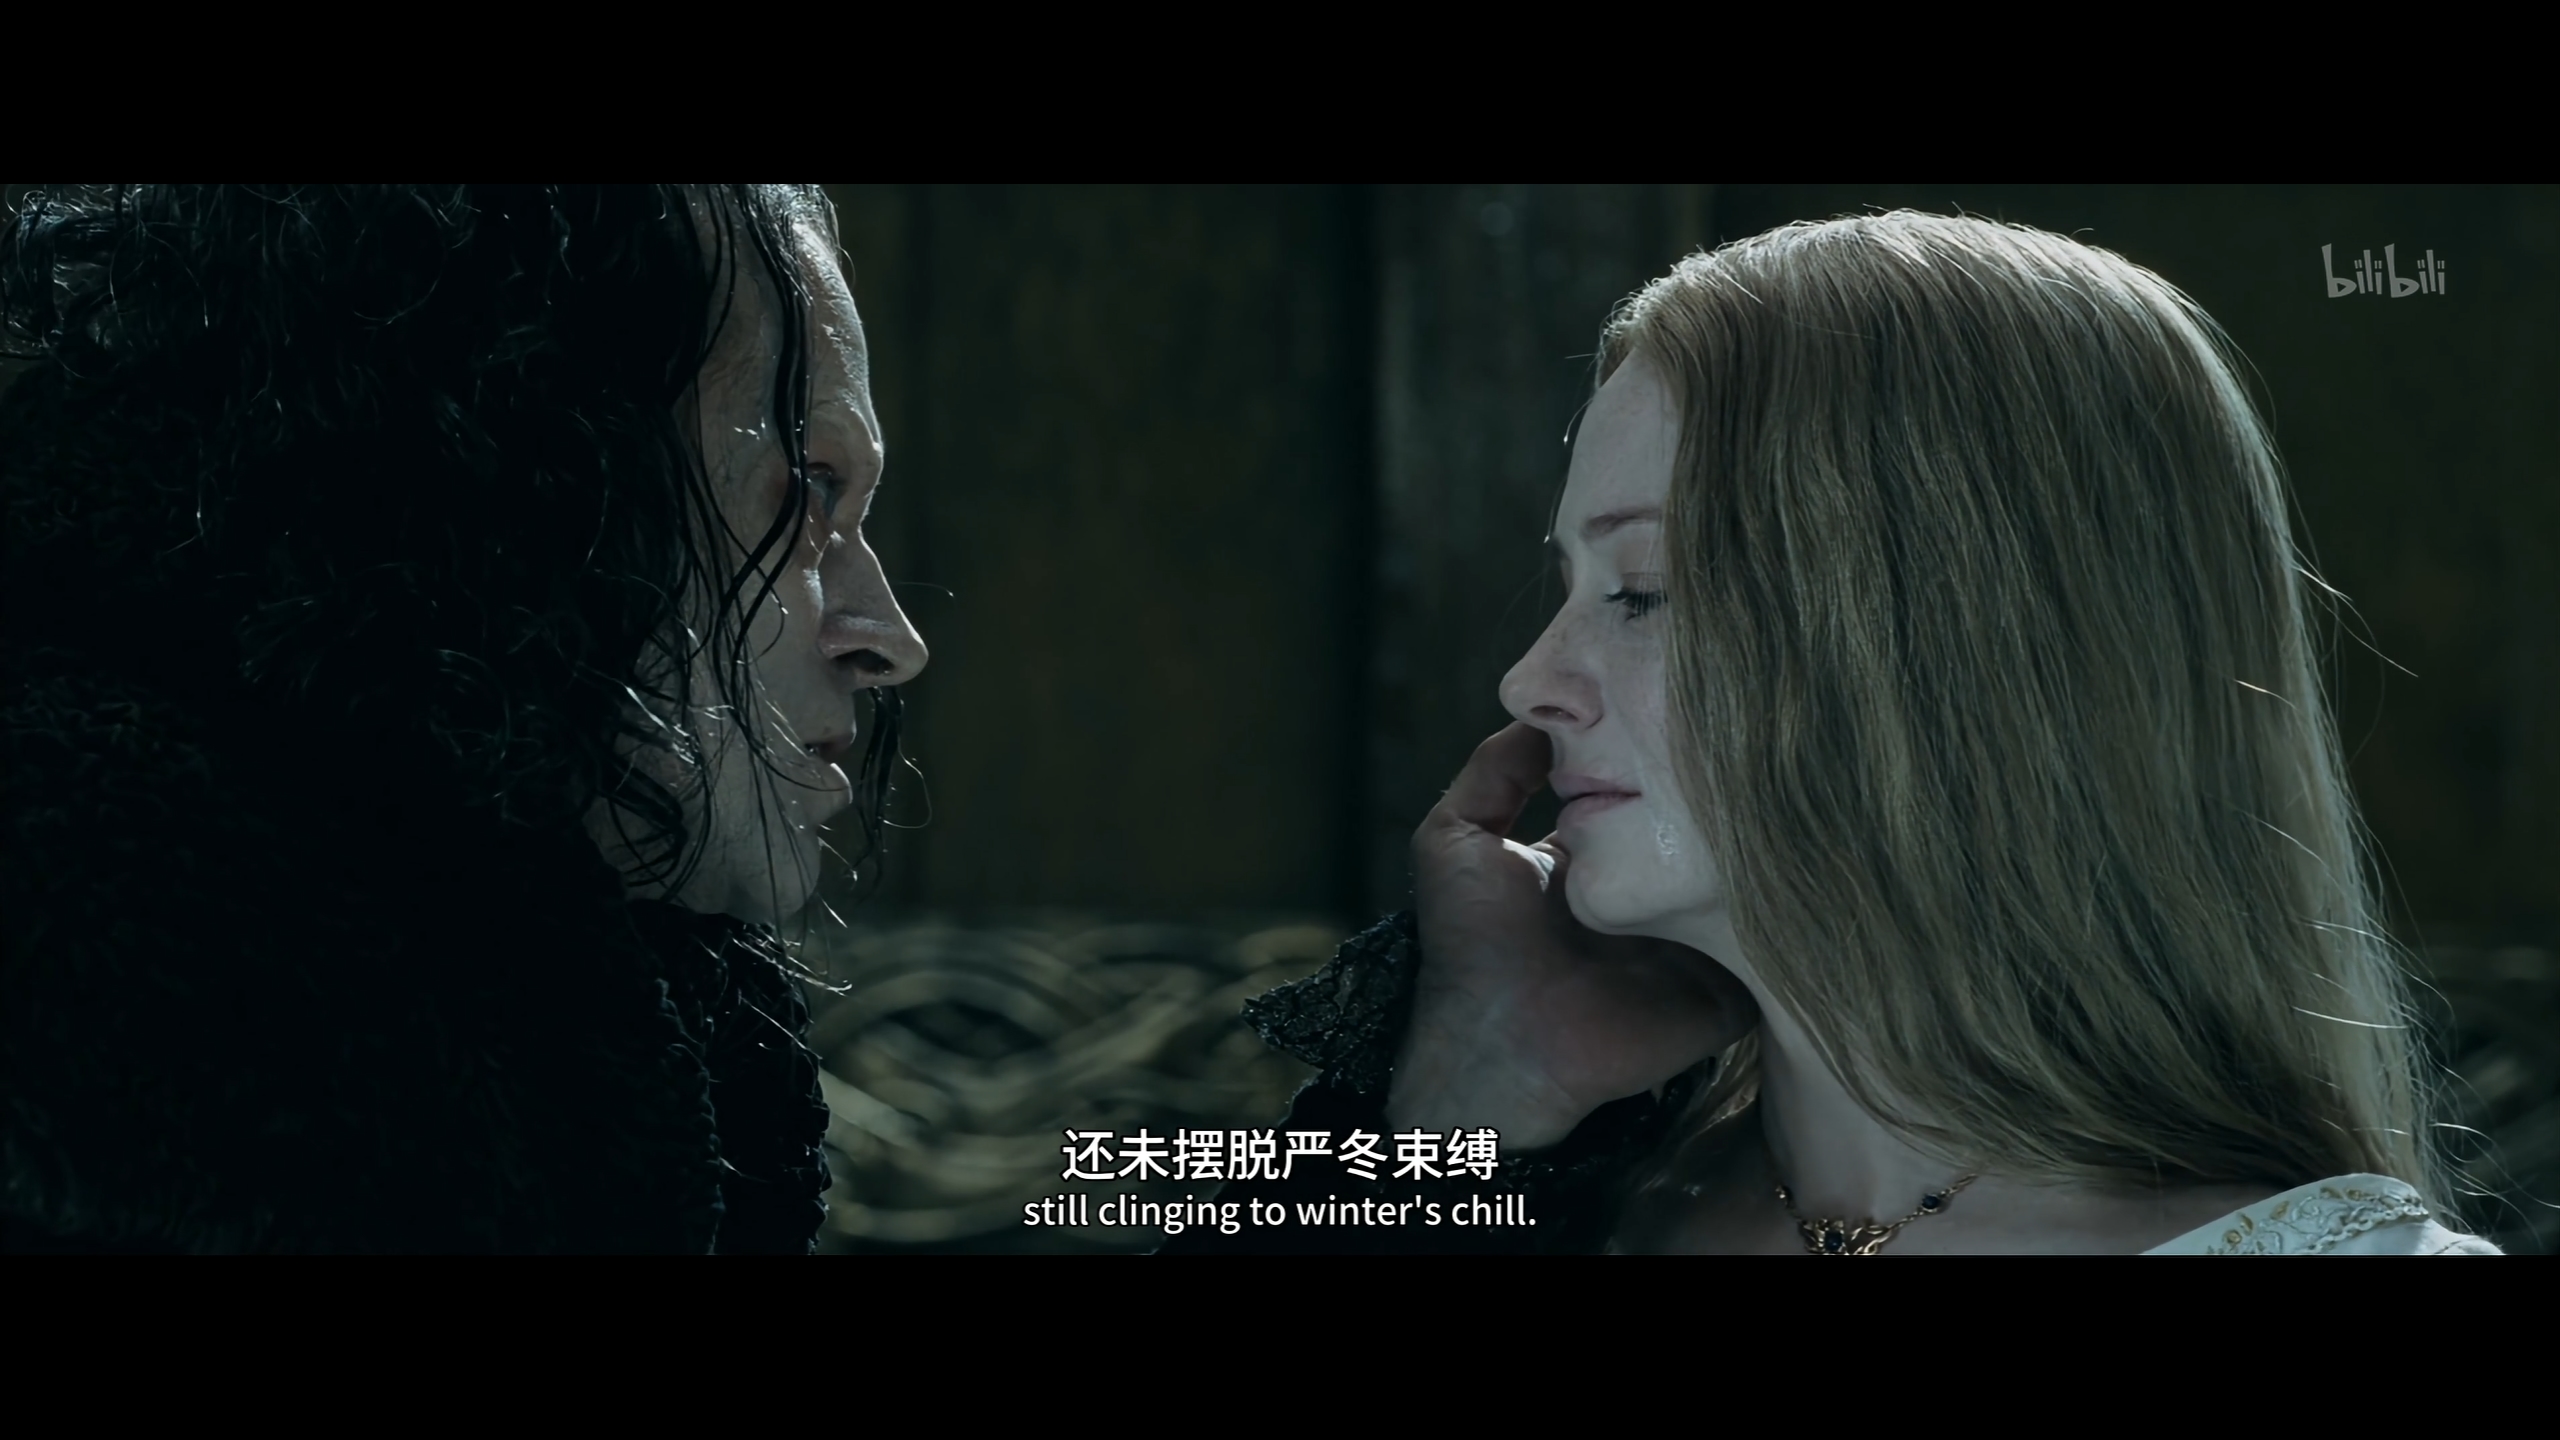 bilibili
还未摆脱严冬束缚
still clinging to winter's chill.